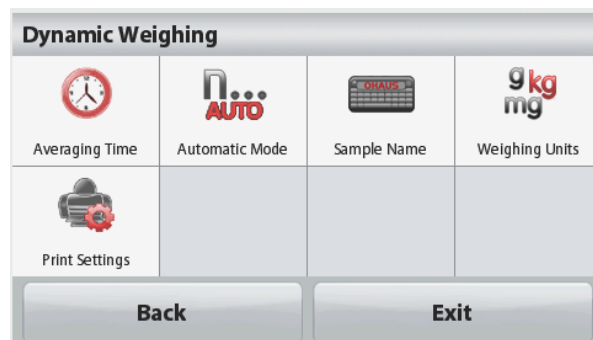 Dynamic Weighing
n...
AUTO
OHAUS
g kg
mg
Averaging Time
Automatic Mode
Sample Name
Weighing Units
Print Settings
Back
Exit